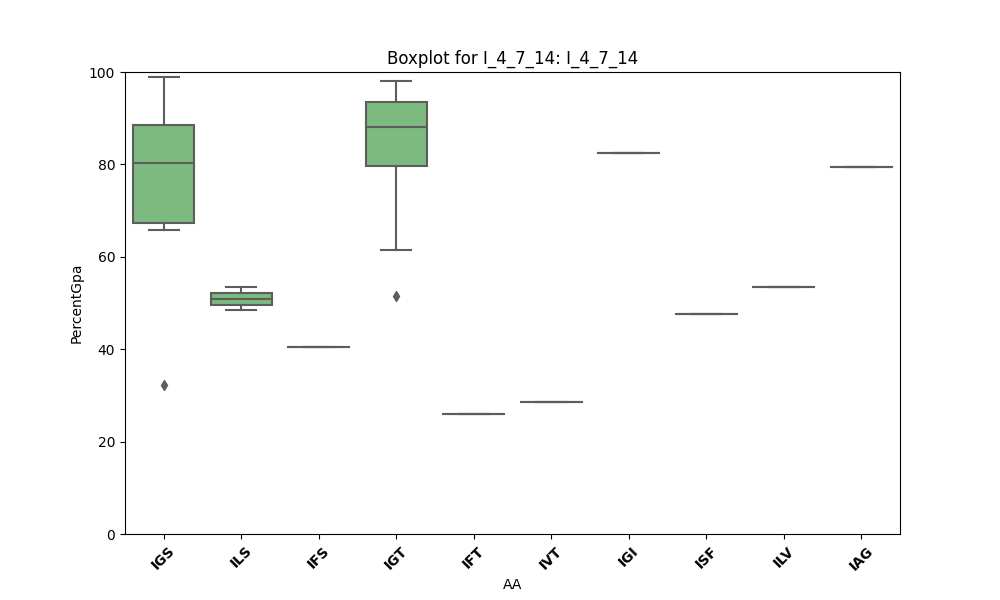 Boxplot for I_4_7_14: I_4_7_14
100
80
60
40
20
0
PercentGpa
IGS
ILS
IFS
IGT
IFT
IVT
IGI
ISF
ILV
IAG
AA